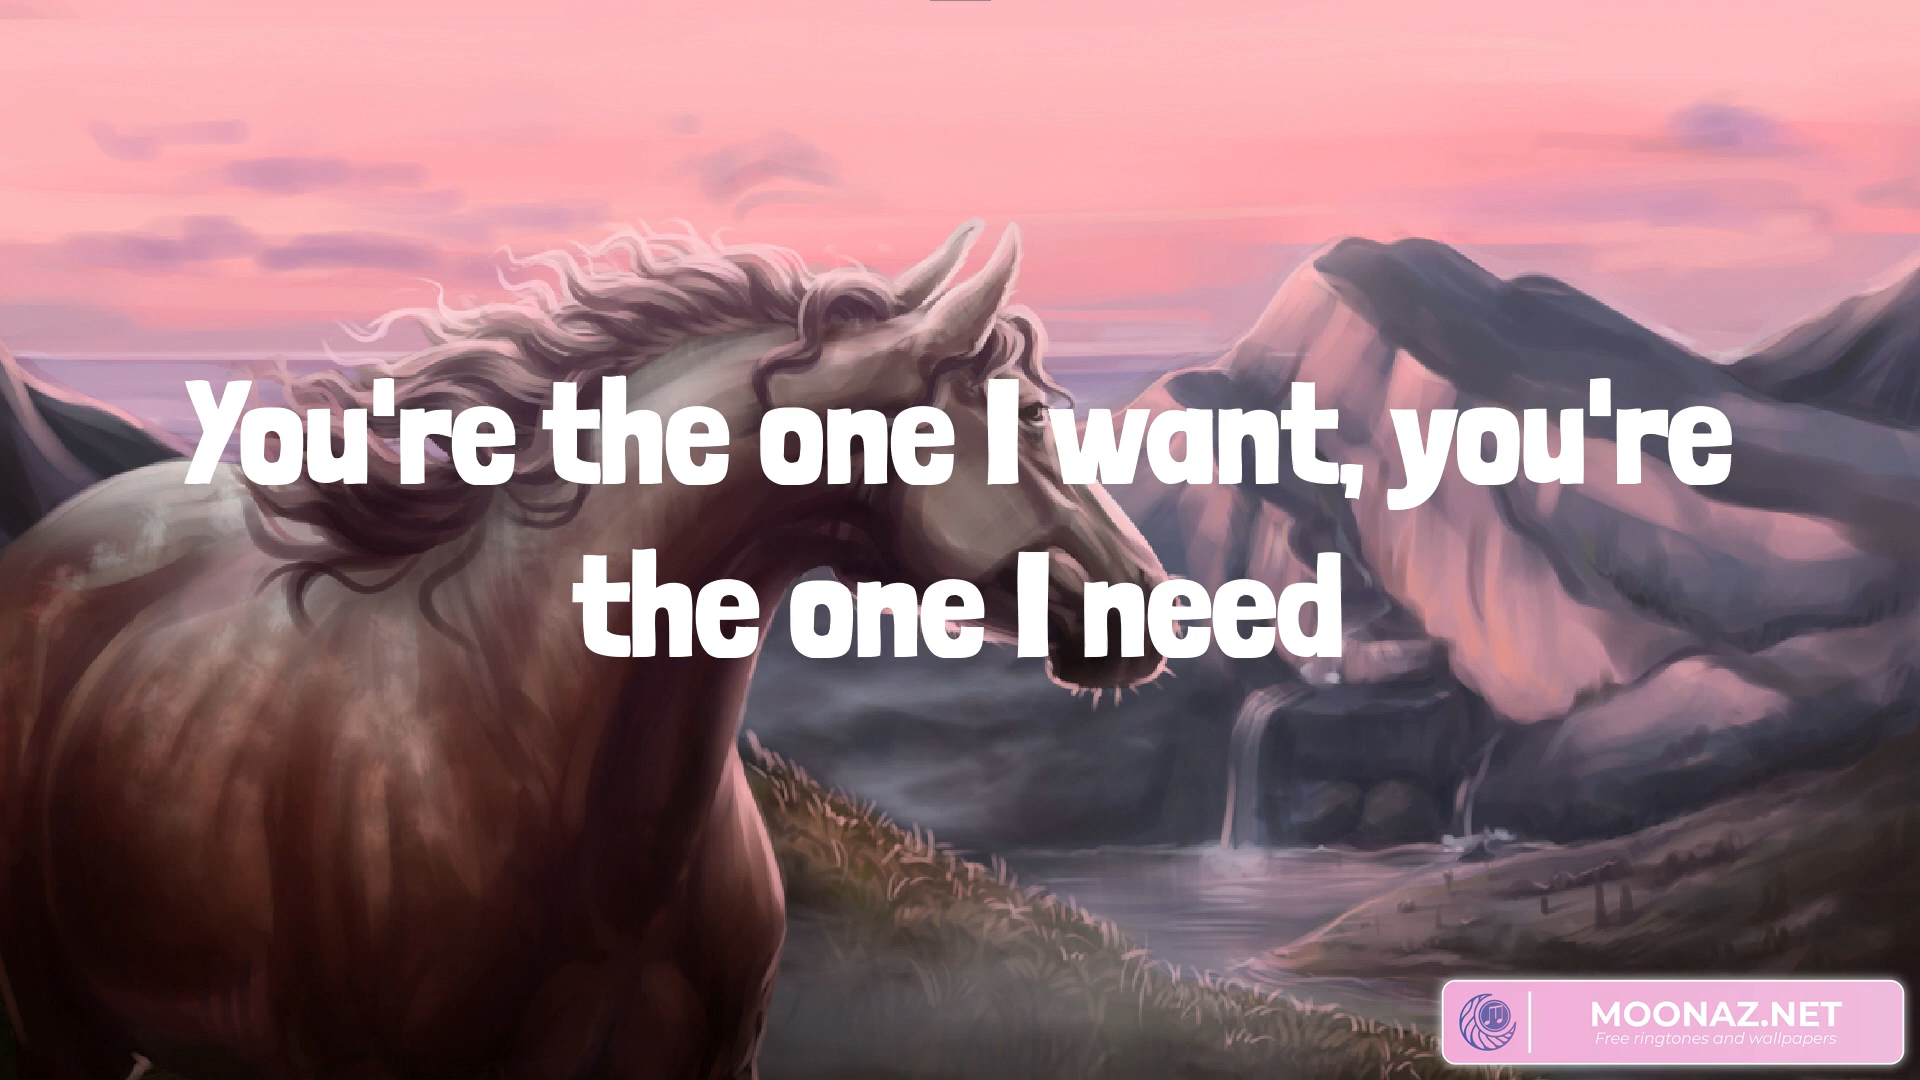 You're the one I want, you're
the one I need
MOONAZ.NET
Free ringtones and wallpapers